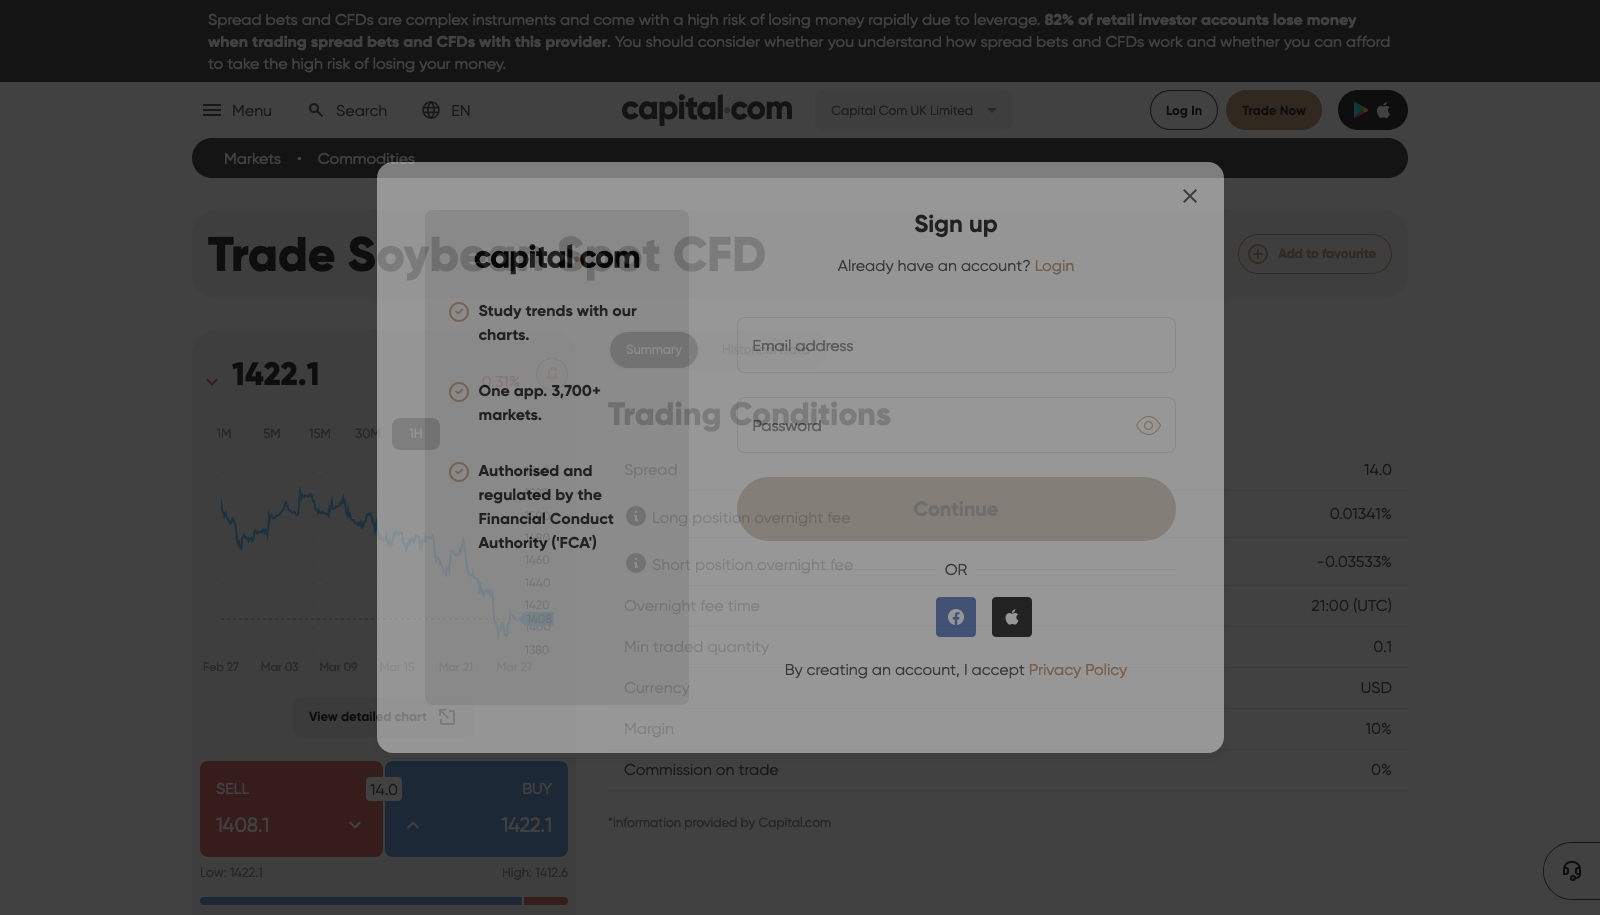 Spread bets and CFDs are complex instruments and come with a high risk of losing money rapidly due to leverage. 82% of retail investor accounts lose money
when trading spread bets and CFDs with this provider. You should consider whether you understand how spread bets and CFDs work and whether you can afford
to take the high risk of losing your money.
Menu
Search
EN
capital.com
Capital Com UK Limited
Log In
Trade Now
Markets • Commodities
Trade Soybean Spot CFD
Add to favourite
capital.com
Study trends with our
charts.
One app. 3,700+
markets.
Authorised and
regulated by the
Financial Conduct
Authority ('FCA')
Sign up
Already have an account? Login
Email address
Password
Continue
OR
By creating an account, I accept Privacy Policy
1422.1
0.31%
1M 5M 15M 30M 1H
1460
1440
1420
1408
1400
1380
Feb 27 Mar 03 Mar 09 Mar 15 Mar 21 Mar 27
View detailed chart
SELL
1408.1
14.0
BUY
1422.1
Low: 1422.1
High: 1412.6
Summary
Trading Conditions
Spread 14.0
Long position overnight fee 0.01341%
Short position overnight fee -0.03533%
Overnight fee time 21:00 (UTC)
Min traded quantity 0.1
Currency USD
Margin 10%
Commission on trade 0%
*Information provided by Capital.com